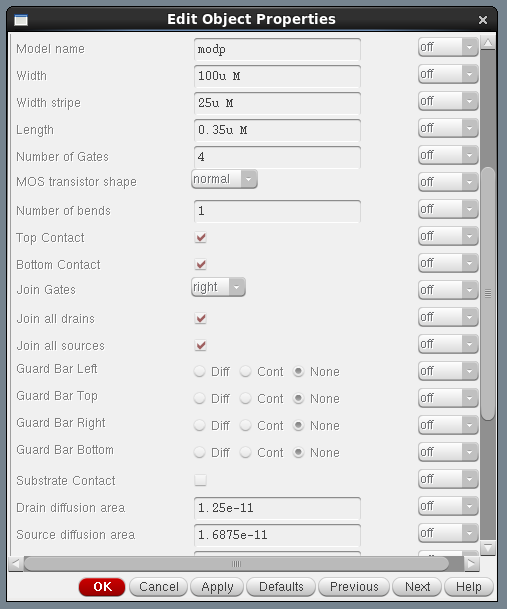 Edit Object Properties
Model name modp off
Width 100u M off
Width stripe 25u M off
Length 0.35u M off
Number of Gates 4 off
MOS transistor shape normal off
Number of bends 1 off
Top Contact off
Bottom Contact off
Join Gates right off
Join all drains off
Join all sources off
Guard Bar Left Diff Cont None off
Guard Bar Top Diff Cont None off
Guard Bar Right Diff Cont None off
Guard Bar Bottom Diff Cont None off
Substrate Contact off
Drain diffusion area 1.25e-11 off
Source diffusion area 1.6875e-11 off
OK Cancel Apply Defaults Previous Next Help